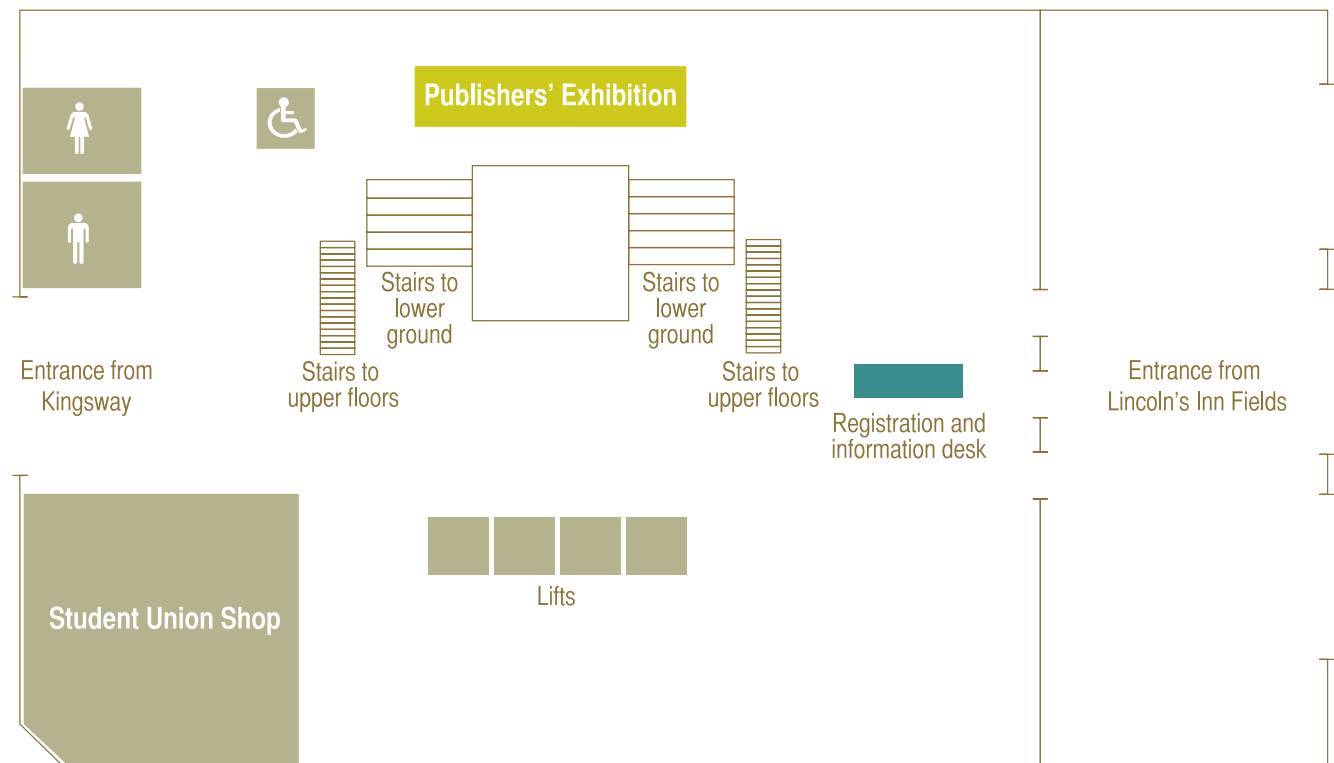 Publishers’ Exhibition
Stairs to
lower
ground
Stairs to
lower
ground
Entrance from
Kingsway
Stairs to
upper floors
Stairs to
upper floors
Registration and
information desk
Entrance from
Lincoln’s Inn Fields
Lifts
Student Union Shop